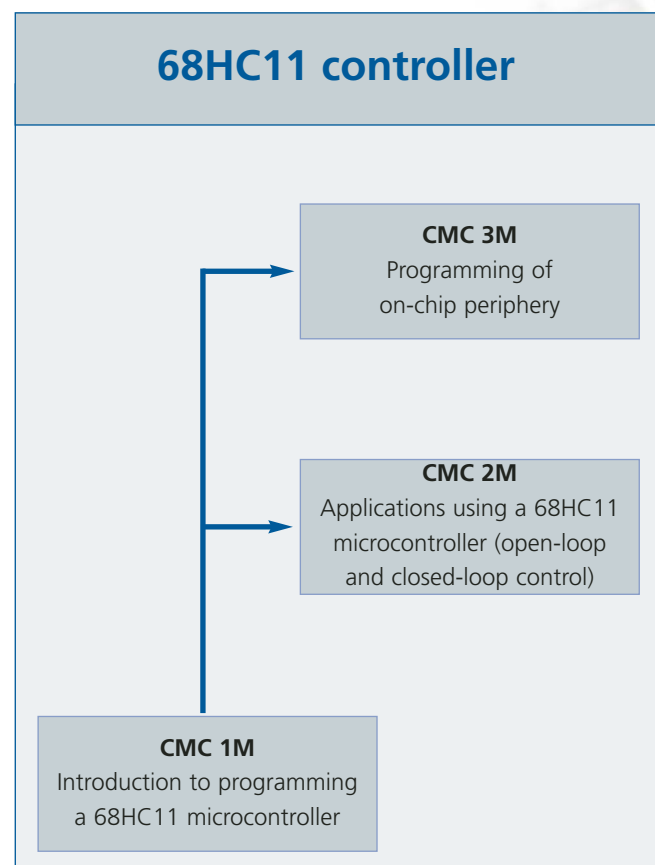 68HC11 controller
CMC 3M
Programming of
on-chip periphery
CMC 2M
Applications using a 68HC11
microcontroller (open-loop
and closed-loop control)
CMC 1M
Introduction to programming
a 68HC11 microcontroller